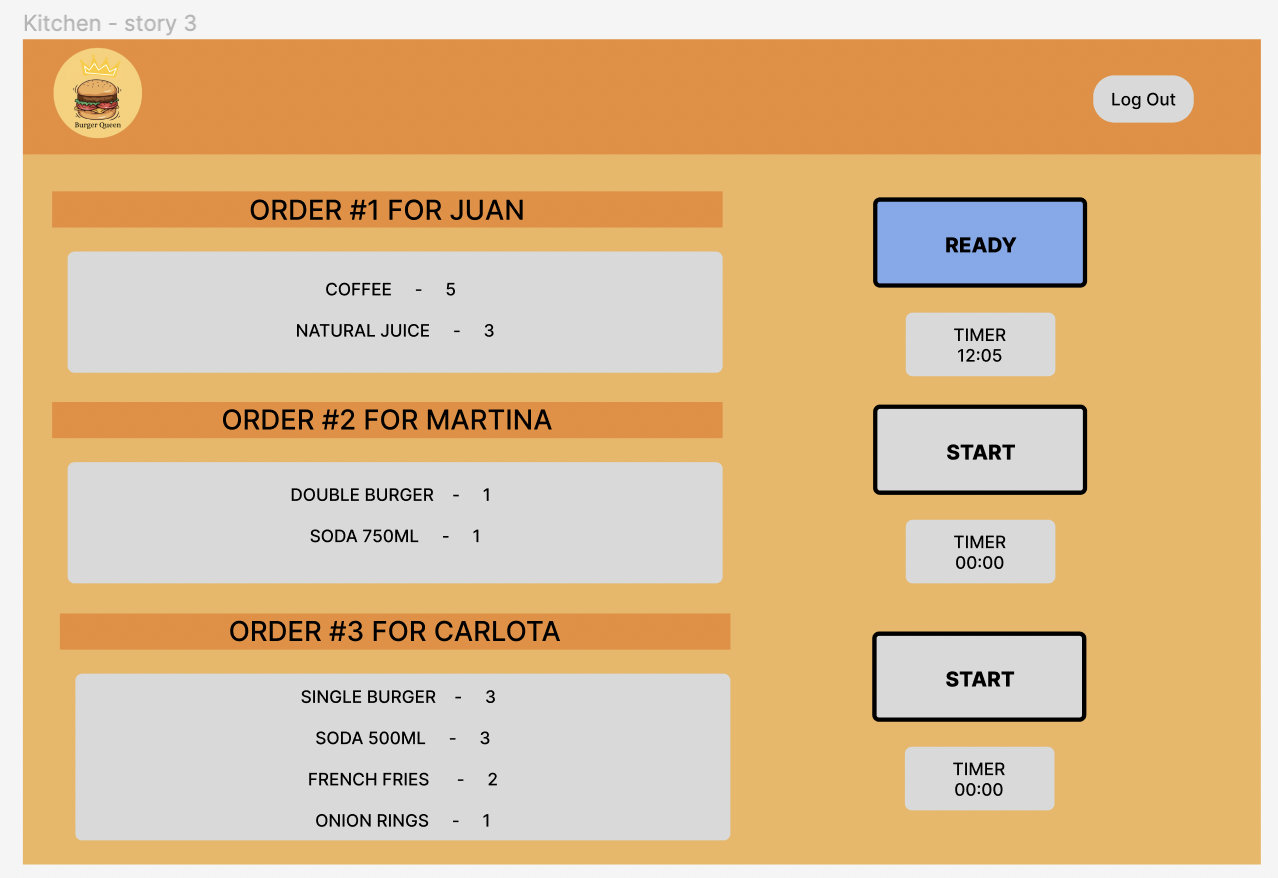 Kitchen - story 3
Burger Queen
Log Out
ORDER #1 FOR JUAN
COFFEE - 5
NATURAL JUICE - 3
READY
TIMER
12:05
ORDER #2 FOR MARTINA
DOUBLE BURGER - 1
SODA 750ML - 1
START
TIMER
00:00
ORDER #3 FOR CARLOTA
SINGLE BURGER - 3
SODA 500ML - 3
FRENCH FRIES - 2
ONION RINGS - 1
START
TIMER
00:00